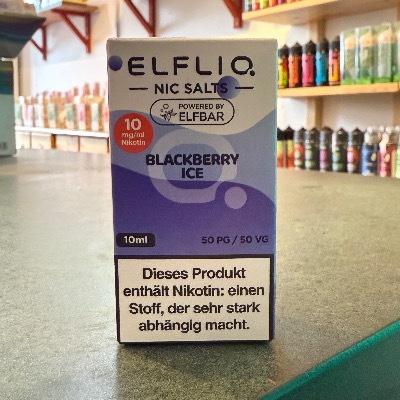 ELFLIQ
NIC SALTS
POWERED BY
ELFBAR
10
mg/ml
Nikotin
BLACKBERRY
ICE
10ml
50 PG / 50 VG
Dieses Produkt
enthält Nikotin: einen
Stoff, der sehr stark
abhängig macht.